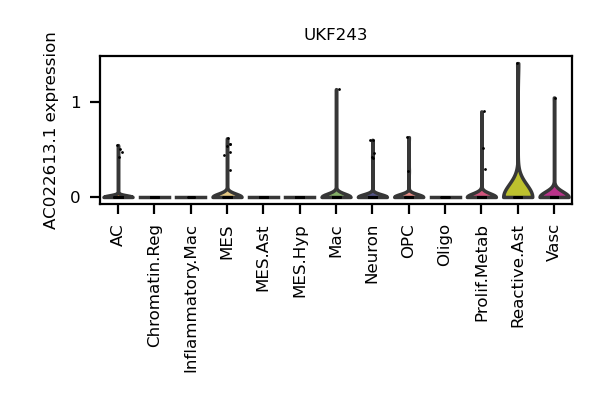 UKF243
AC022613.1 expression
1
0
AC
Chromatin.Reg
Inflammatory.Mac
MES
MES.Ast
MES.Hyp
Mac
Neuron
OPC
Oligo
Prolif.Metab
Reactive.Ast
Vasc